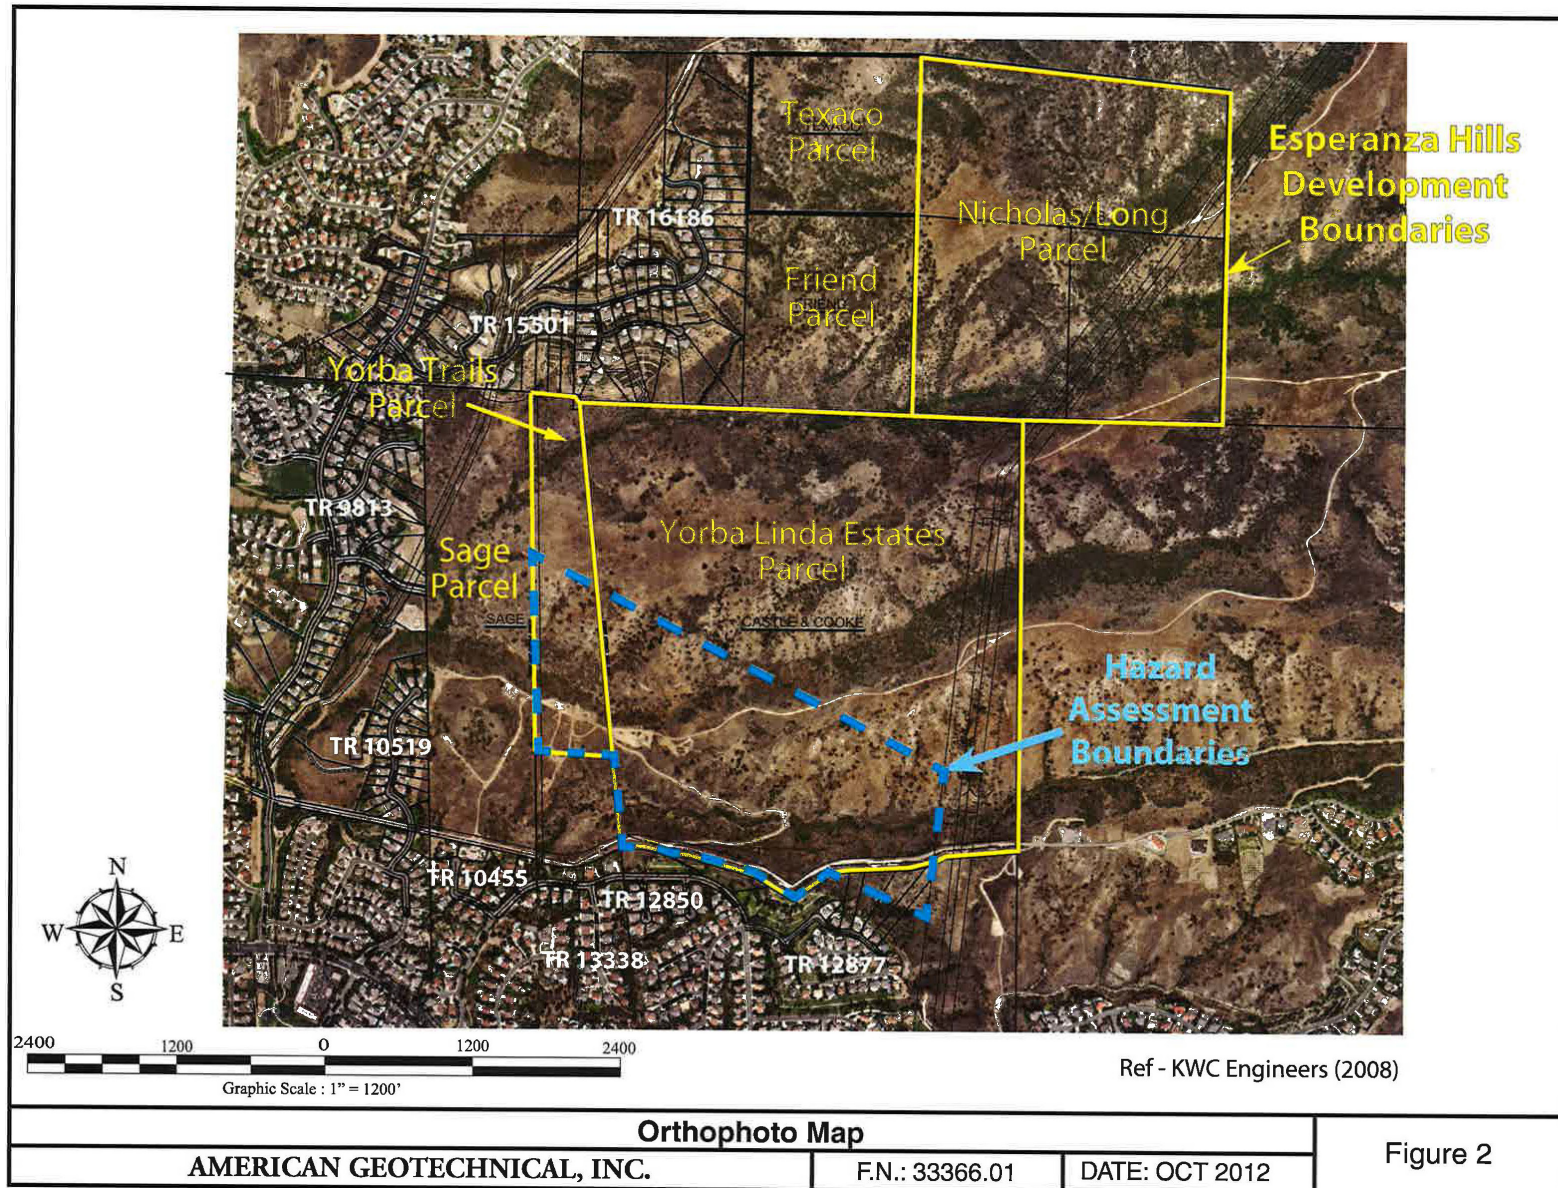 Texaco
TEXACO
Parcel
Esperanza Hills
Development
Boundaries
TR 16186
Nicholas/Long
Parcel
Friend
FRIEND
Parcel
TR 15501
Yorba Trails
Parcel
TR 9813
Sage
Parcel
Yorba Linda Estates
Parcel
SAGE
CASTLE & COOKE
Hazard
Assessment
Boundaries
TR 10519
TR 10455
TR 12850
TR 13338
TR 12877
N
W E
S
2400 1200 0 1200 2400
Graphic Scale : 1" = 1200'
Ref - KWC Engineers (2008)
Orthophoto Map
AMERICAN GEOTECHNICAL, INC.
F.N.: 33366.01
DATE: OCT 2012
Figure 2